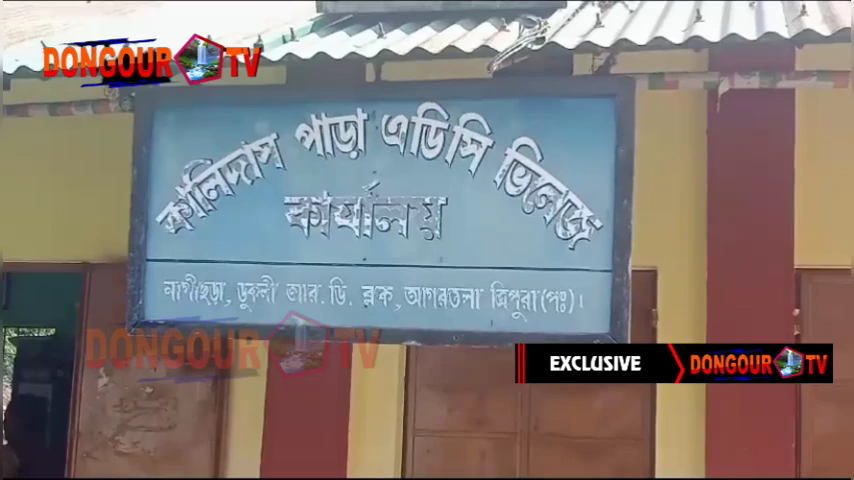 DONGOUR TV
কালিদাস পাড়া এডিসি ভিলেজ
কার্যালয়
নাগীছড়া, ডুকলী আর. ডি. ব্লক, আগরতলা ত্রিপুরা (পঃ)।
DONGOUR TV
EXCLUSIVE DONGOUR TV